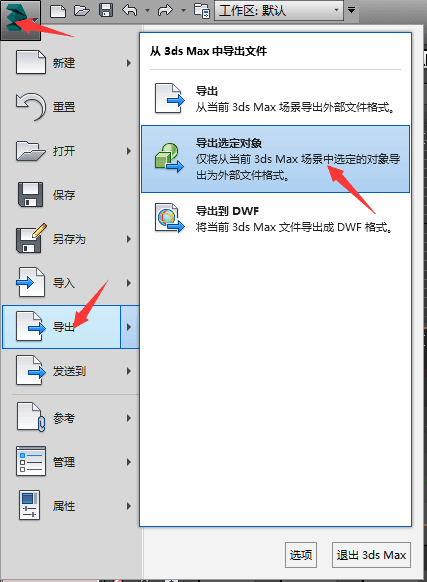 工作区: 默认
新建
重置
打开
保存
另存为
导入
导出
发送到
参考
管理
属性
从 3ds Max 中导出文件
导出
从当前 3ds Max 场景导出外部文件格式。
导出选定对象
仅将从当前 3ds Max 场景中选定的对象导
出为外部文件格式。
导出到 DWF
将当前 3ds Max 文件导出成 DWF 格式。
选项
退出 3ds Max